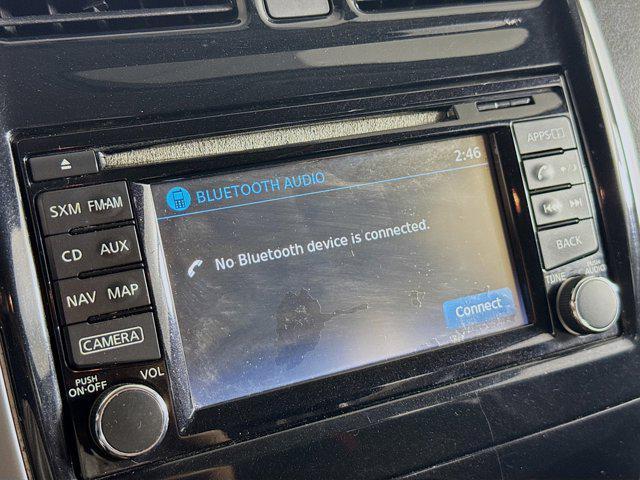 BLUETOOTH AUDIO
2:46
No Bluetooth device is connected.
Connect
SXM FM·AM
CD AUX
NAV MAP
CAMERA
PUSH
ON·OFF
VOL
APPS
BACK
TUNE
PUSH
AUDIO